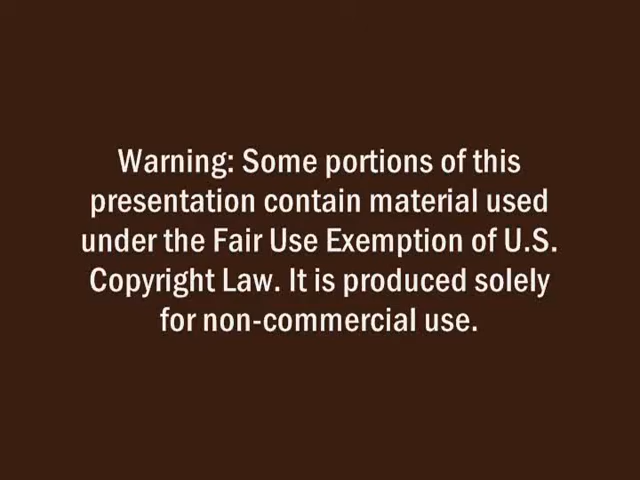 Warning: Some portions of this
presentation contain material used
under the Fair Use Exemption of U.S.
Copyright Law. It is produced solely
for non-commercial use.